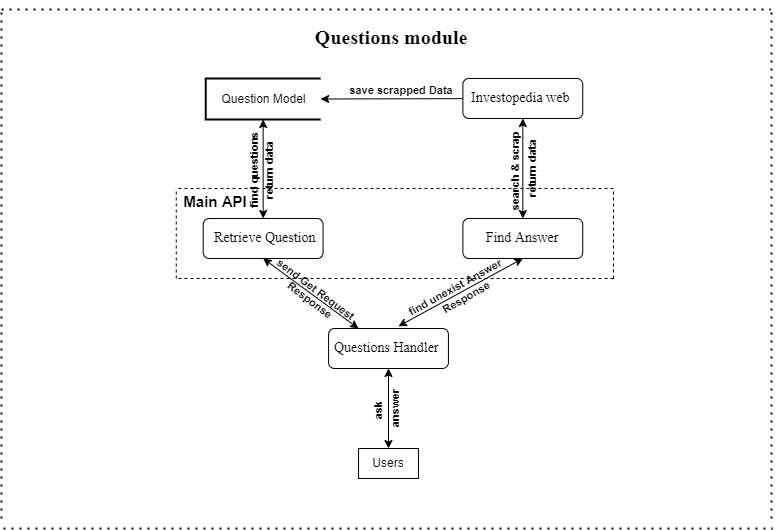 Questions module
Question Model
save scrapped Data
Investopedia web
find questions
return data
search & scrap
return data
Main API
Retrieve Question
Find Answer
send Get Request
Response
find unexist Answer
Response
Questions Handler
ask
answer
Users